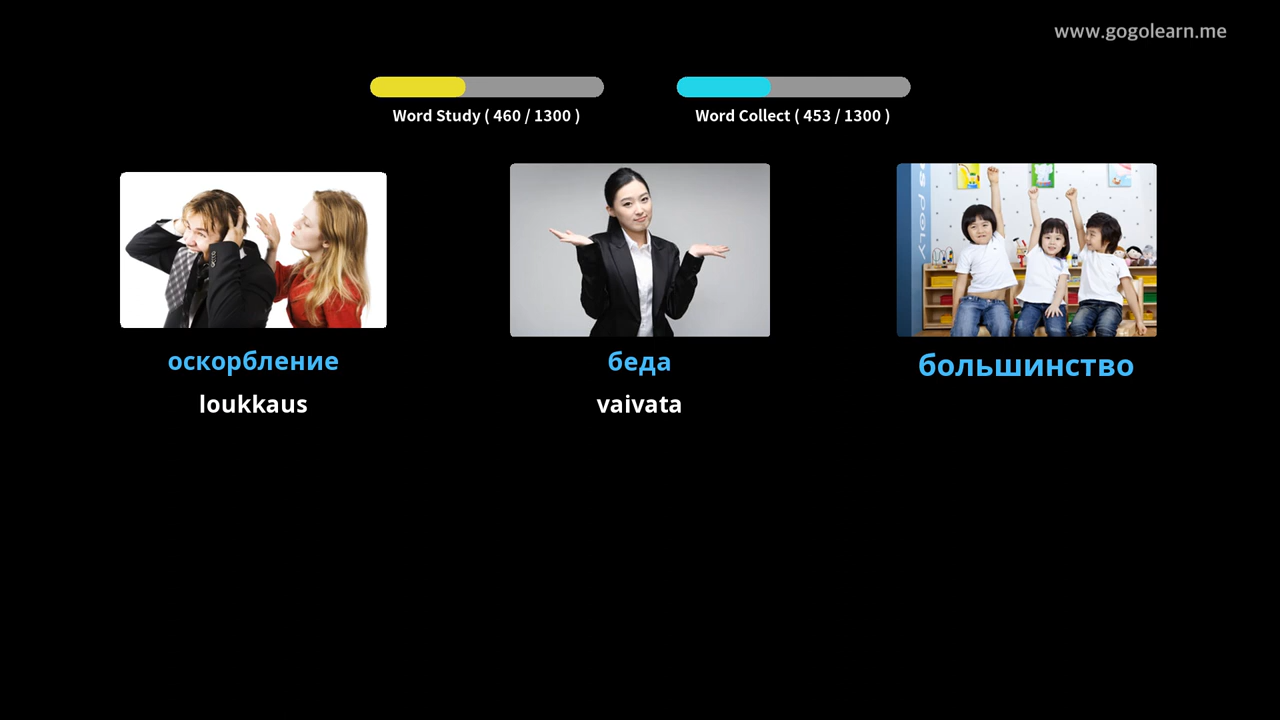 www.gogolearn.me
Word Study ( 460 / 1300 )
Word Collect ( 453 / 1300 )
оскорбление
беда
большинство
loukkaus
vaivata